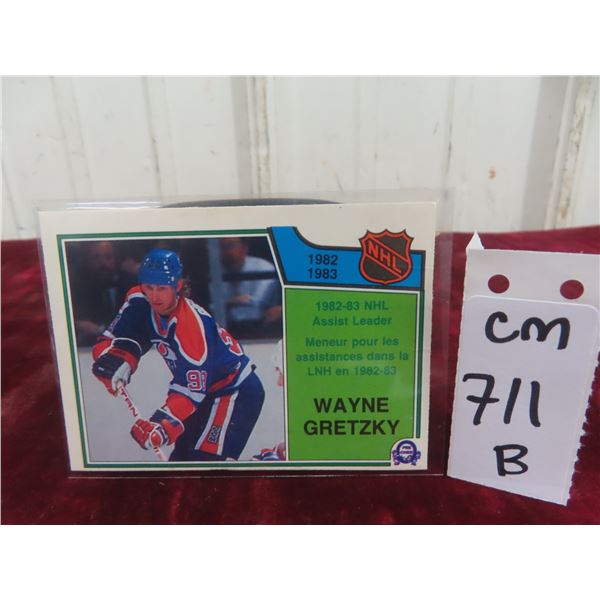 1982
1983
NHL
1982-83 NHL
Assist Leader
Meneur pour les
assistances dans la
LNH en 1982-83
WAYNE
GRETZKY
99
CM
711
B